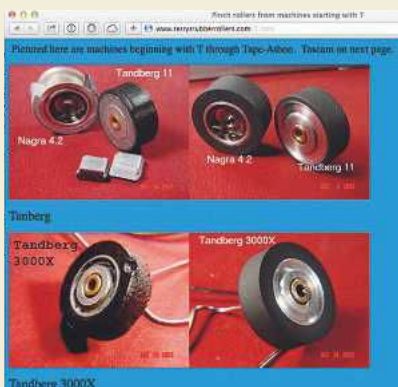 Pinch rollers from machines starting with T
www.terrysrubberrollers.com
Pictured here are machines beginning with T through Tape-Athon. Tascam on next page.
Tandberg 11
Nagra 4.2
Nagra 4.2
Tandberg 11
Tanberg
Tandberg
3000X
Tandberg 3000X
Tandberg 3000X